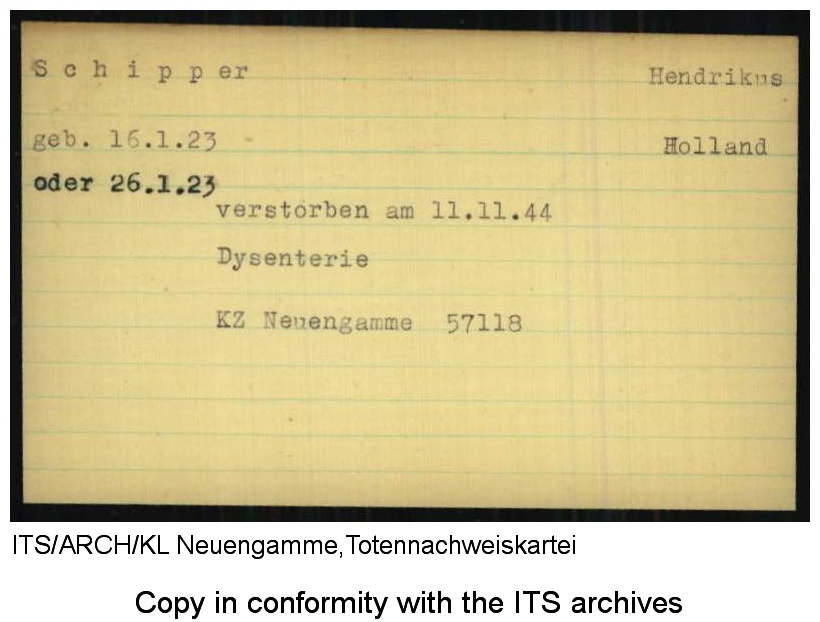 Schipper Hendrikus
geb. 16.1.23 Holland
oder 26.1.23
verstorben am 11.11.44
Dysenterie
KZ Neuengamme 57118
ITS/ARCH/KL Neuengamme,Totennachweiskartei
Copy in conformity with the ITS archives